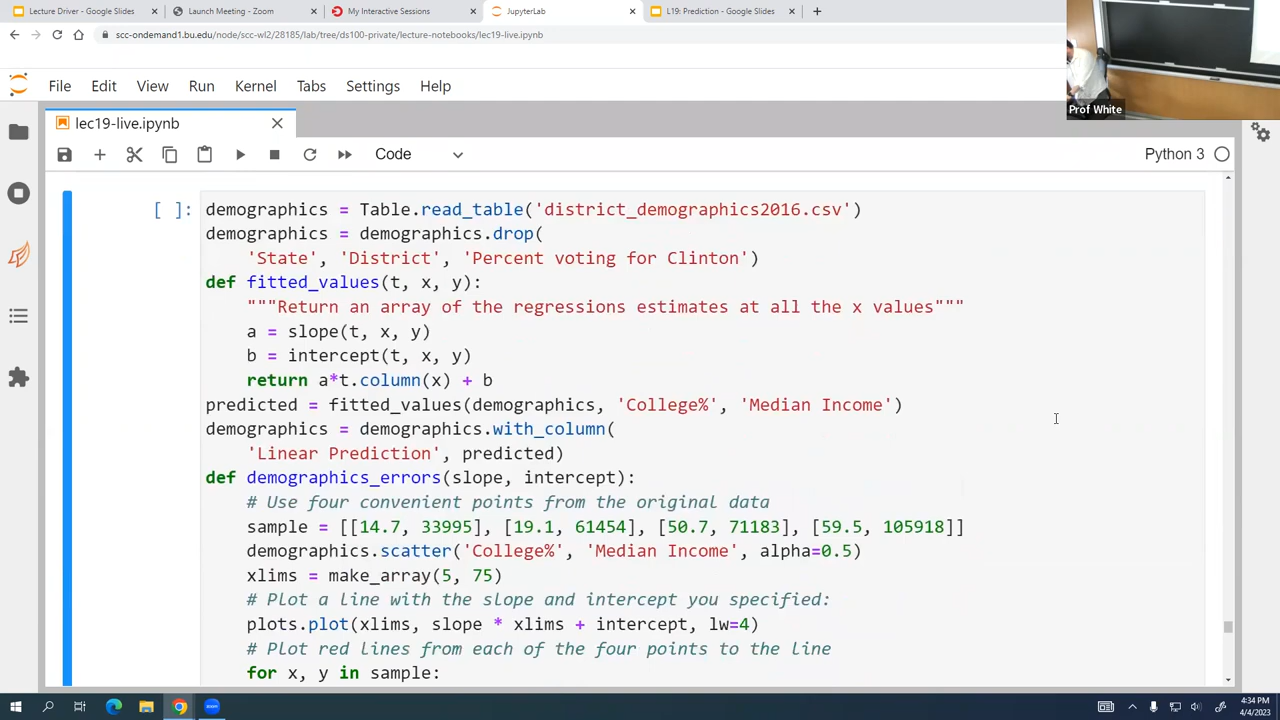 Lecture Driver - Google Slides
Launch Meeting - Zoom
My Interactive Sessions
JupyterLab
L19: Prediction - Google Slides
scc-ondemand1.bu.edu/node/scc-wl2/28185/lab/tree/ds100-private/lecture-notebooks/lec19-live.ipynb
Prof White
File Edit View Run Kernel Tabs Settings Help
lec19-live.ipynb
Code
Python 3
[ ]:
demographics = Table.read_table('district_demographics2016.csv')
demographics = demographics.drop(
    'State', 'District', 'Percent voting for Clinton')
def fitted_values(t, x, y):
    """Return an array of the regressions estimates at all the x values"""
    a = slope(t, x, y)
    b = intercept(t, x, y)
    return a*t.column(x) + b
predicted = fitted_values(demographics, 'College%', 'Median Income')
demographics = demographics.with_column(
    'Linear Prediction', predicted)
def demographics_errors(slope, intercept):
    # Use four convenient points from the original data
    sample = [[14.7, 33995], [19.1, 61454], [50.7, 71183], [59.5, 105918]]
    demographics.scatter('College%', 'Median Income', alpha=0.5)
    xlims = make_array(5, 75)
    # Plot a line with the slope and intercept you specified:
    plots.plot(xlims, slope * xlims + intercept, lw=4)
    # Plot red lines from each of the four points to the line
    for x, y in sample:
4:34 PM
4/4/2023